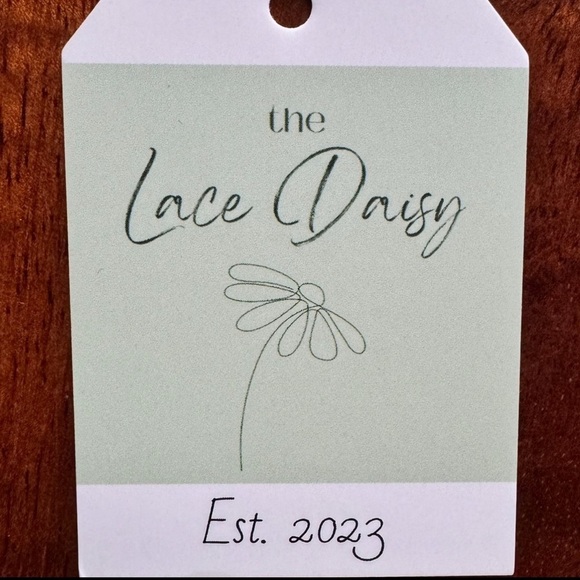 the
Lace Daisy
Est. 2023